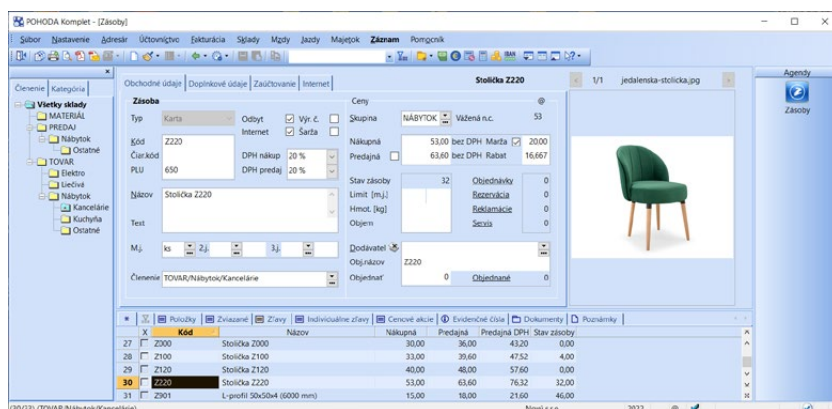 POHODA Komplet - [Zásoby]
Súbor Nastavenie Adresár Účtovníctvo Fakturácia Sklady Mzdy Jazdy Majetok Záznam Pomocník
Členenie Kategória
Všetky sklady
MATERIÁL
PREDAJ
Nábytok
Ostatné
TOVAR
Elektro
Liečivá
Nábytok
Kancelárie
Kuchyňa
Ostatné
Obchodné údaje Doplnkové údaje Zaúčtovanie Internet Stolička Z220
Zásoba
Typ Karta Odbyt Výr. č.
Internet Šarža
Kód Z220
Čiar.kód DPH nákup 20 %
PLU 650 DPH predaj 20 %
Názov Stolička Z220
Text
M.j. ks 2.j. 3.j.
Členenie TOVAR/Nábytok/Kancelárie
Ceny @
Skupina NÁBYTOK Vážená n.c. 53
Nákupná 53,00 bez DPH Marža 20,00
Predajná 63,60 bez DPH Rabat 16,667
Stav zásoby 32 Objednávky 0
Limit [m.j.] Rezervácia 0
Hmot. [kg] Reklamácie 0
Objem Servis 0
Dodávateľ
Obj.názov Z220
Objednať 0 Objednané 0
1/1 jedalenska-stolicka.jpg
Agendy
Zásoby
Položky Zviazané Zľavy Individuálne zľavy Cenové akcie Evidenčné čísla Dokumenty Poznámky
X Kód Názov Nákupná Predajná Predajná DPH Stav zásoby
27 Z000 Stolička Z000 30,00 36,00 43,20 0,00
28 Z100 Stolička Z100 33,00 39,60 47,52 4,00
29 Z120 Stolička Z120 40,00 48,00 57,60 0,00
30 Z220 Stolička Z220 53,00 63,60 76,32 32,00
31 Z901 L-profil 50x50x4 (6000 mm) 15,00 18,00 21,60 46,00
(30/33) (TOVAR/Nábytok/Kancelárie) Nový s.r.o. 2022 @